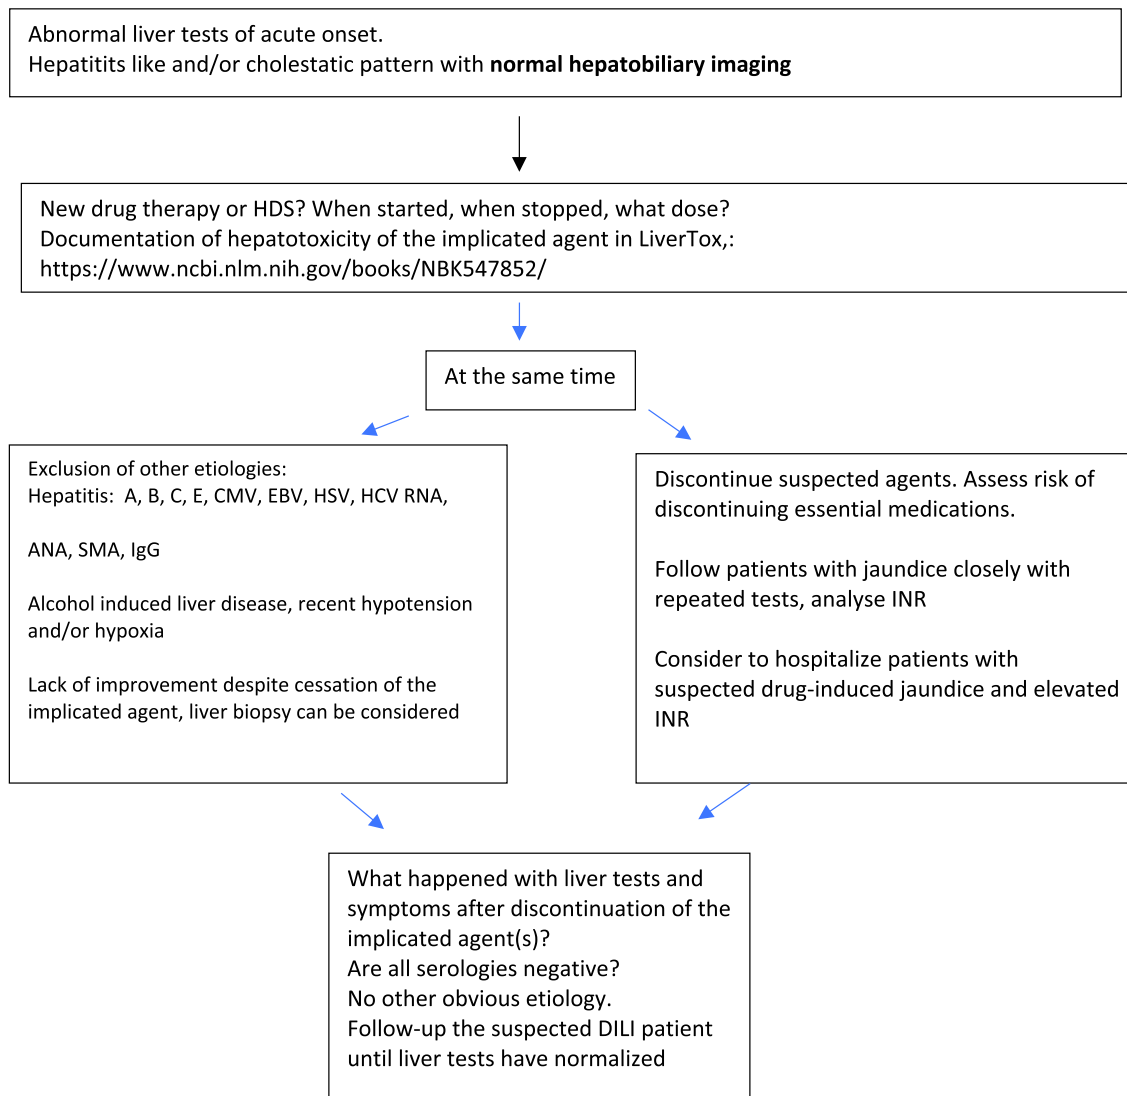 Abnormal liver tests of acute onset.
Hepatitits like and/or cholestatic pattern with normal hepatobiliary imaging
New drug therapy or HDS? When started, when stopped, what dose?
Documentation of hepatotoxicity of the implicated agent in LiverTox,:
https://www.ncbi.nlm.nih.gov/books/NBK547852/
At the same time
Exclusion of other etiologies:
Hepatitis: A, B, C, E, CMV, EBV, HSV, HCV RNA,
ANA, SMA, IgG
Alcohol induced liver disease, recent hypotension
and/or hypoxia
Lack of improvement despite cessation of the
implicated agent, liver biopsy can be considered
Discontinue suspected agents. Assess risk of
discontinuing essential medications.
Follow patients with jaundice closely with
repeated tests, analyse INR
Consider to hospitalize patients with
suspected drug-induced jaundice and elevated
INR
What happened with liver tests and
symptoms after discontinuation of the
implicated agent(s)?
Are all serologies negative?
No other obvious etiology.
Follow-up the suspected DILI patient
until liver tests have normalized